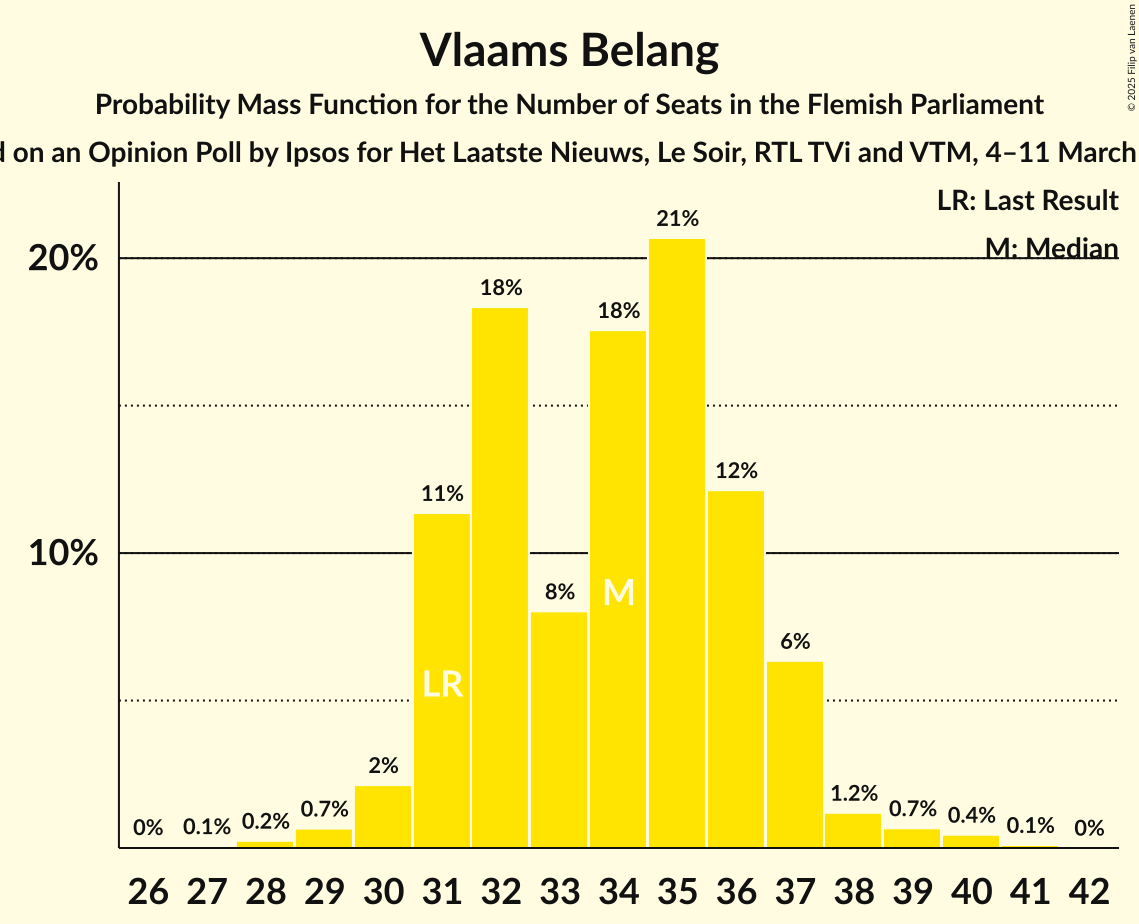 Vlaams Belang
Probability Mass Function for the Number of Seats in the Flemish Parliament
on an Opinion Poll by Ipsos for Het Laatste Nieuws, Le Soir, RTL TVi and VTM, 4–11 March
© 2025 Filip van Laenen
LR: Last Result
M: Median
20%
10%
0%
0.1%
0.2%
0.7%
2%
11%
18%
8%
18%
21%
12%
6%
1.2%
0.7%
0.4%
0.1%
0%
LR
M
26 27 28 29 30 31 32 33 34 35 36 37 38 39 40 41 42